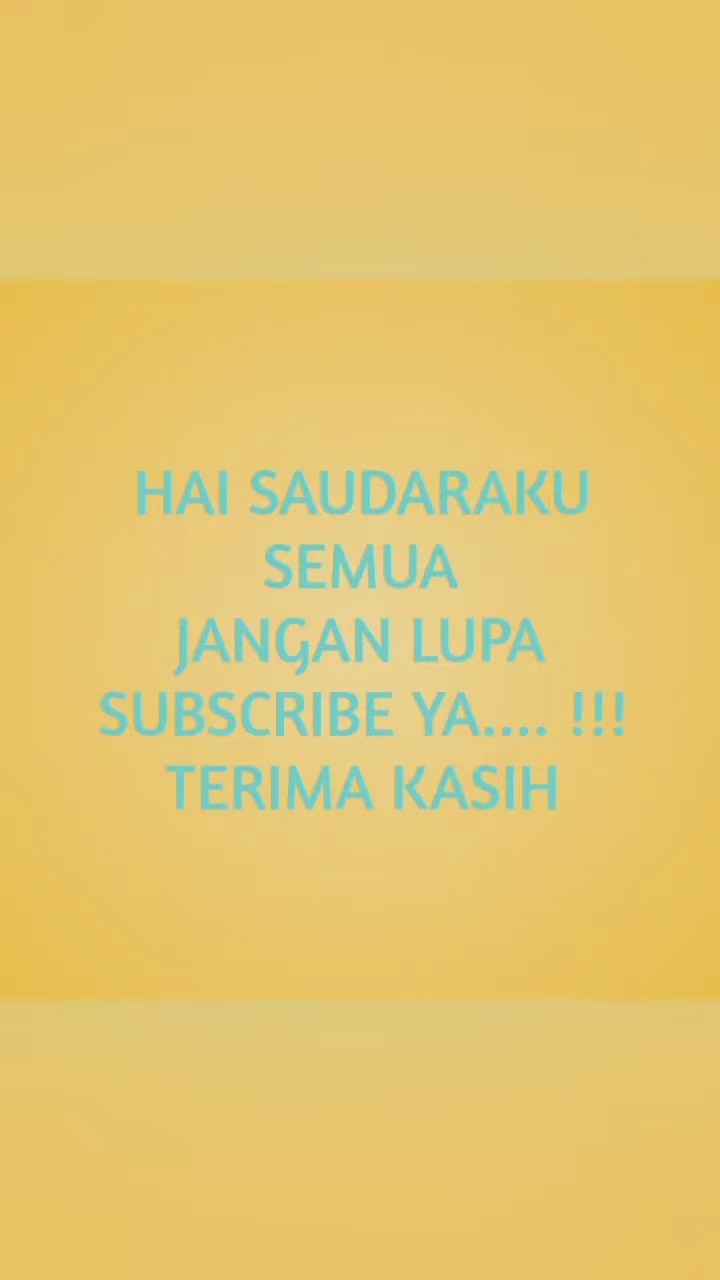 HAI SAUDARAKU
SEMUA
JANGAN LUPA
SUBSCRIBE YA.... !!!
TERIMA KASIH